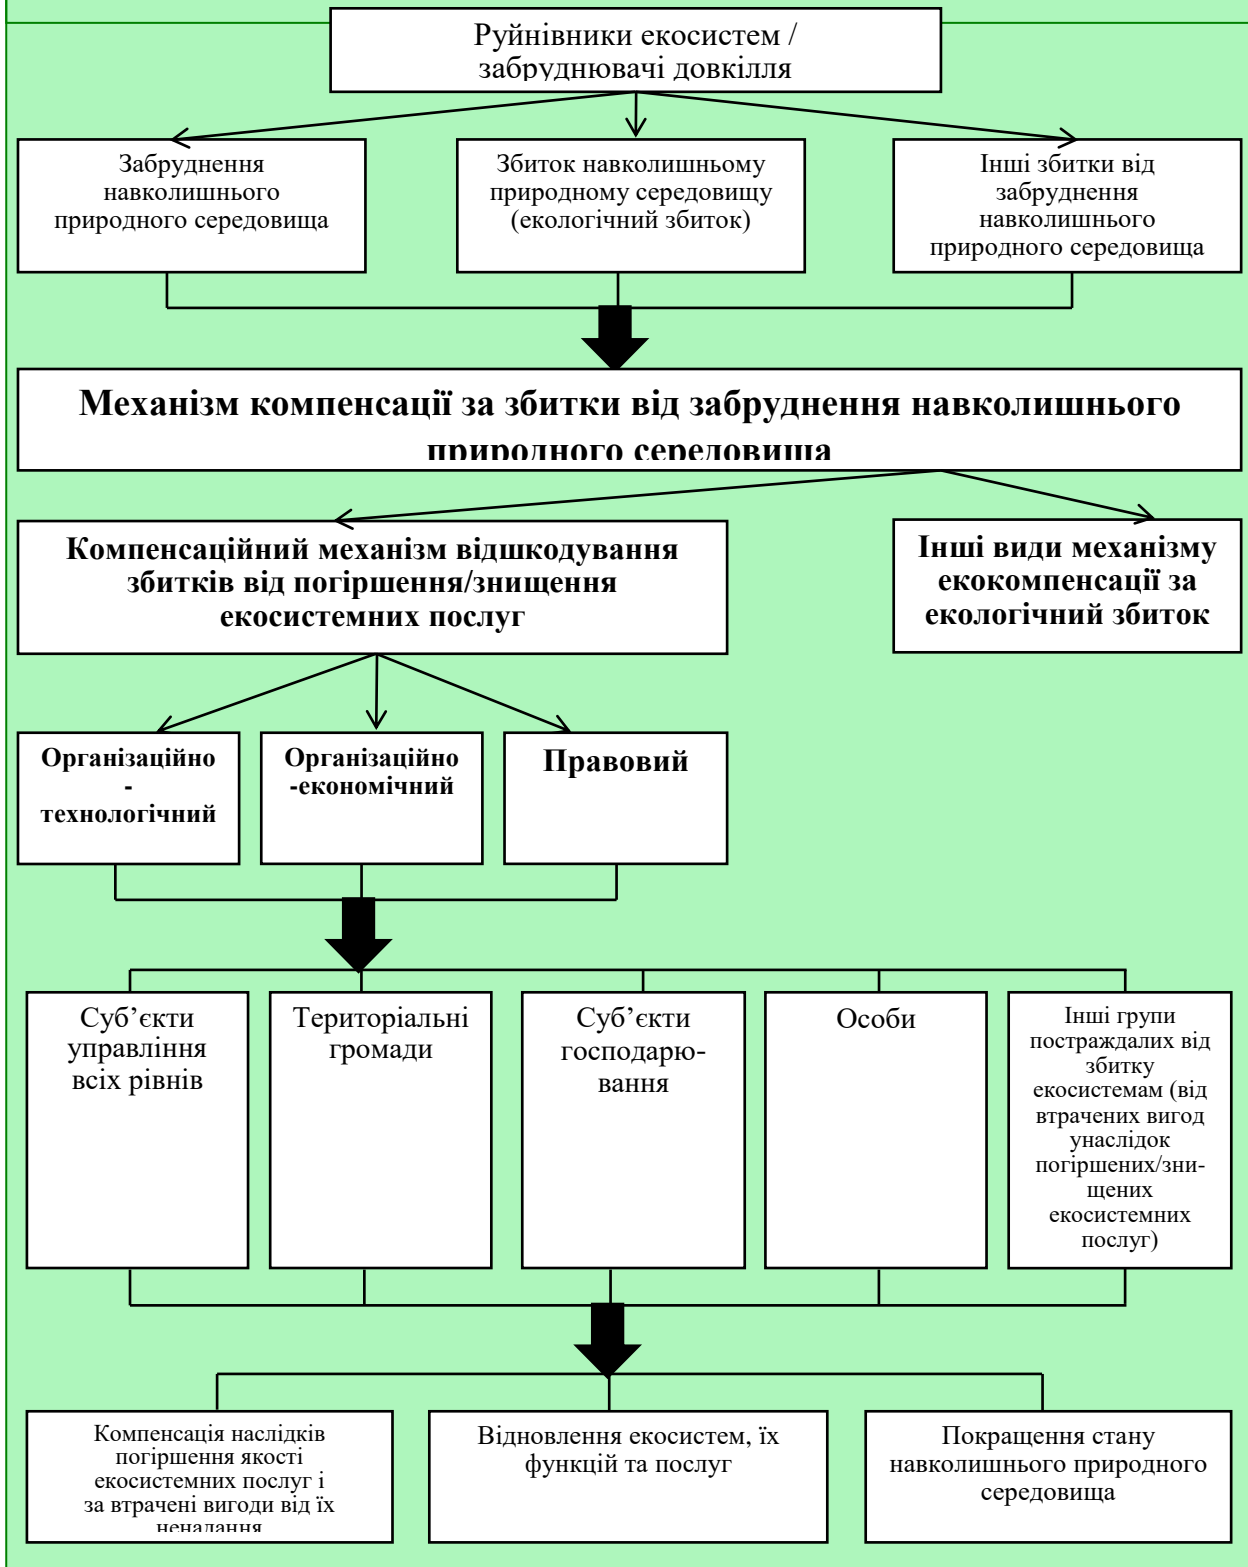 Руйнівники екосистем /
забруднювачі довкілля
Забруднення
навколишнього
природного середовища
Збиток навколишньому
природному середовищу
(екологічний збиток)
Інші збитки від
забруднення
навколишнього
природного середовища
Механізм компенсації за збитки від забруднення навколишнього
природного середовища
Компенсаційний механізм відшкодування
збитків від погіршення/знищення
екосистемних послуг
Інші види механізму
екокомпенсації за
екологічний збиток
Організаційно
-
технологічний
Організаційно
-економічний
Правовий
Суб’єкти
управління
всіх рівнів
Територіальні
громади
Суб’єкти
господарю-
вання
Особи
Інші групи
постраждалих від
збитку
екосистемам (від
втрачених вигод
унаслідок
погіршених/зни-
щених
екосистемних
послуг)
Компенсація наслідків
погіршення якості
екосистемних послуг і
за втрачені вигоди від їх
ненадання
Відновлення екосистем, їх
функцій та послуг
Покращення стану
навколишнього природного
середовища